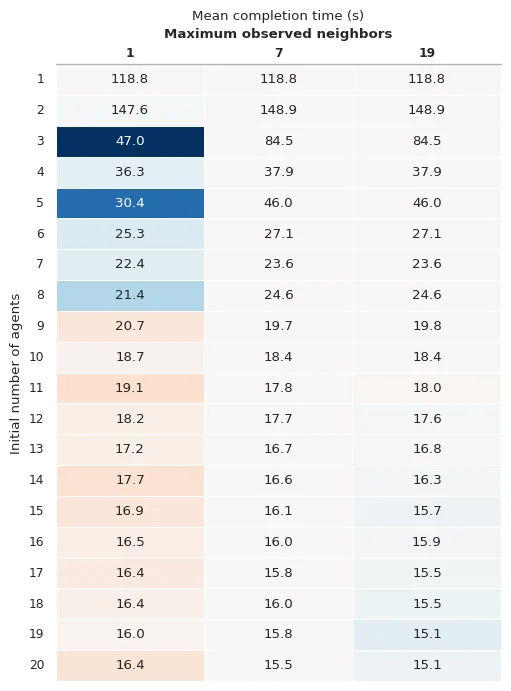 Mean completion time (s)
Maximum observed neighbors
1 7 19
Initial number of agents
1 118.8 118.8 118.8
2 147.6 148.9 148.9
3 47.0 84.5 84.5
4 36.3 37.9 37.9
5 30.4 46.0 46.0
6 25.3 27.1 27.1
7 22.4 23.6 23.6
8 21.4 24.6 24.6
9 20.7 19.7 19.8
10 18.7 18.4 18.4
11 19.1 17.8 18.0
12 18.2 17.7 17.6
13 17.2 16.7 16.8
14 17.7 16.6 16.3
15 16.9 16.1 15.7
16 16.5 16.0 15.9
17 16.4 15.8 15.5
18 16.4 16.0 15.5
19 16.0 15.8 15.1
20 16.4 15.5 15.1